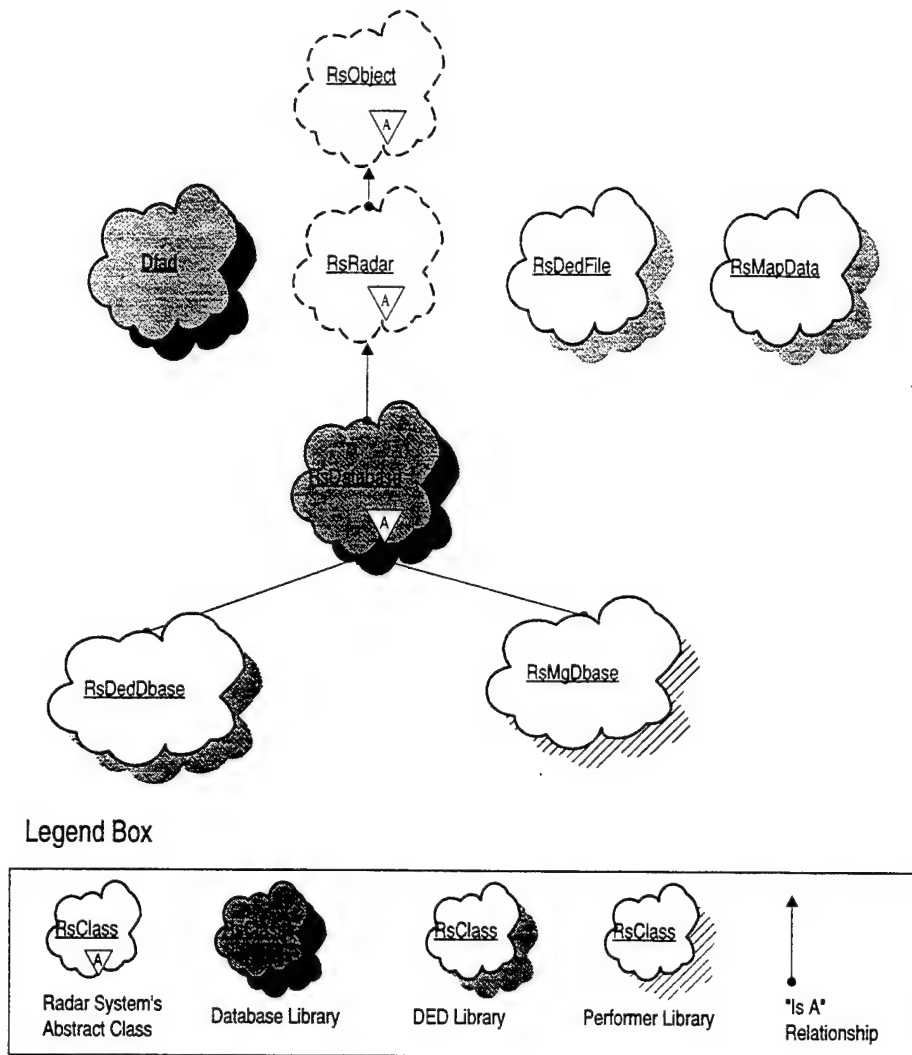 RsObject
A
Dfad
RsRadar
A
RsDedFile
RsMapData
RsDatabase
A
RsDedDbase
RsMgDbase
Legend Box
RsClass
A
RsClass
RsClass
Radar System's
Abstract Class
Database Library
DED Library
Performer Library
"Is A"
Relationship